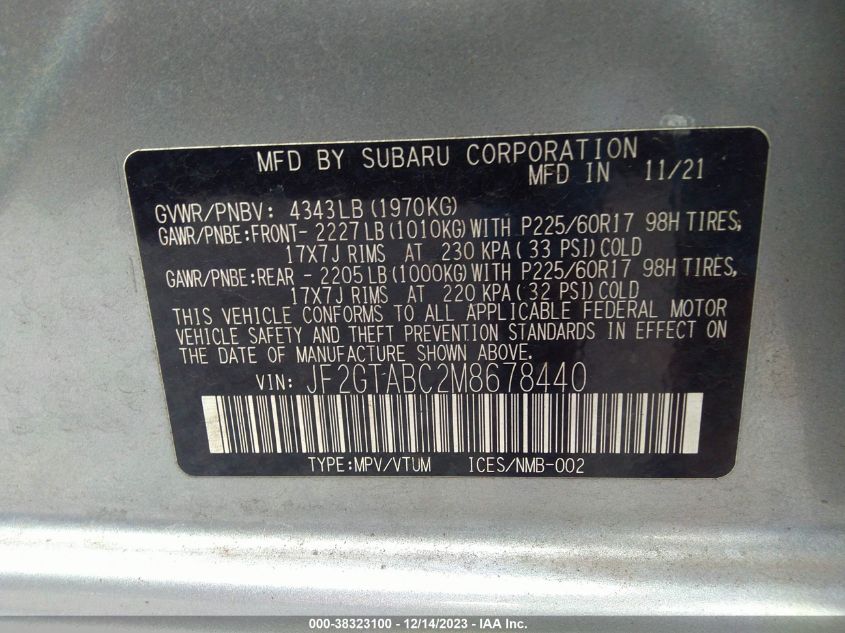 MFD BY SUBARU CORPORATION
MFD IN 11/21
GVWR/PNBV: 4343LB(1970KG)
GAWR/PNBE:FRONT- 2227LB(1010KG)WITH P225/60R17 98H TIRES,
17X7J RIMS AT 230 KPA( 33 PSI)COLD
GAWR/PNBE:REAR - 2205LB(1000KG)WITH P225/60R17 98H TIRES,
17X7J RIMS AT 220 KPA( 32 PSI)COLD
THIS VEHICLE CONFORMS TO ALL APPLICABLE FEDERAL MOTOR
VEHICLE SAFETY AND THEFT PREVENTION STANDARDS IN EFFECT ON
THE DATE OF MANUFACTURE SHOWN ABOVE.
VIN: JF2GTABC2M8678440
TYPE:MPV/VTUM ICES/NMB-002
000-38323100 - 12/14/2023 - IAA Inc.